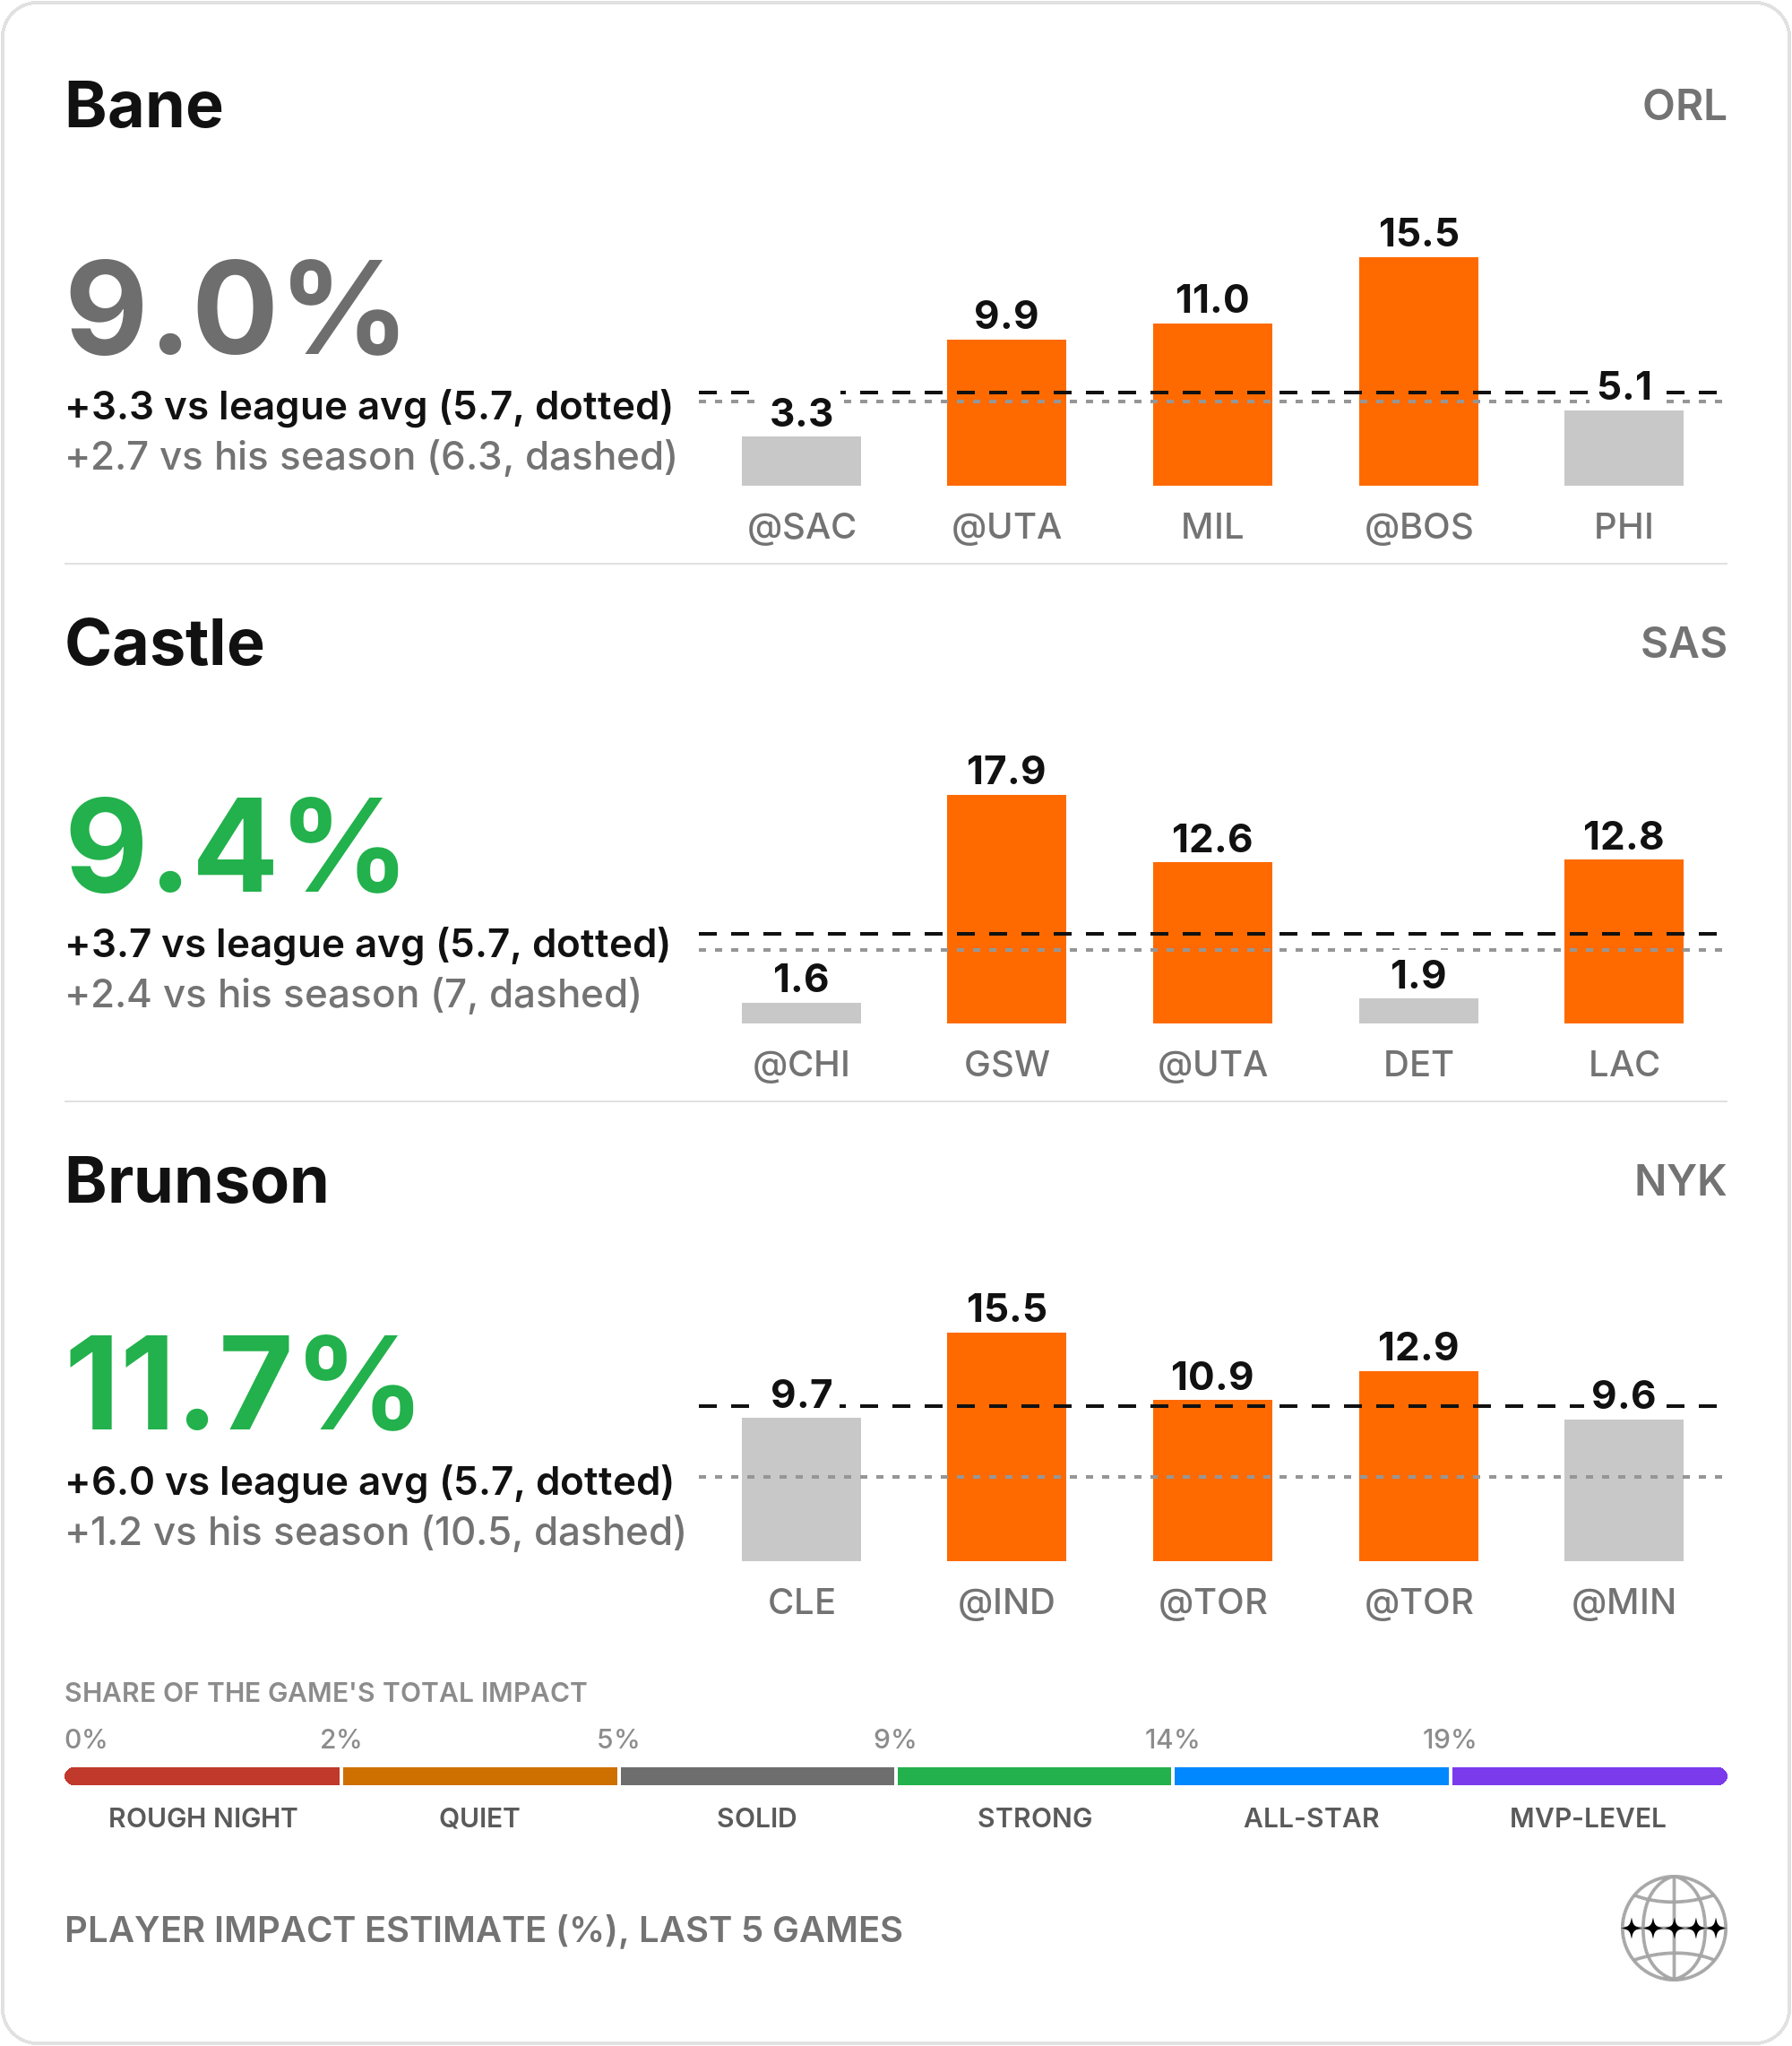 Bane
ORL
9.0%
+3.3 vs league avg (5.7, dotted)
+2.7 vs his season (6.3, dashed)
3.3
9.9
11.0
15.5
5.1
@SAC
@UTA
MIL
@BOS
PHI
Castle
SAS
9.4%
+3.7 vs league avg (5.7, dotted)
+2.4 vs his season (7, dashed)
1.6
17.9
12.6
1.9
12.8
@CHI
GSW
@UTA
DET
LAC
Brunson
NYK
11.7%
+6.0 vs league avg (5.7, dotted)
+1.2 vs his season (10.5, dashed)
9.7
15.5
10.9
12.9
9.6
CLE
@IND
@TOR
@TOR
@MIN
SHARE OF THE GAME'S TOTAL IMPACT
0% 2% 5% 9% 14% 19%
ROUGH NIGHT QUIET SOLID STRONG ALL-STAR MVP-LEVEL
PLAYER IMPACT ESTIMATE (%), LAST 5 GAMES